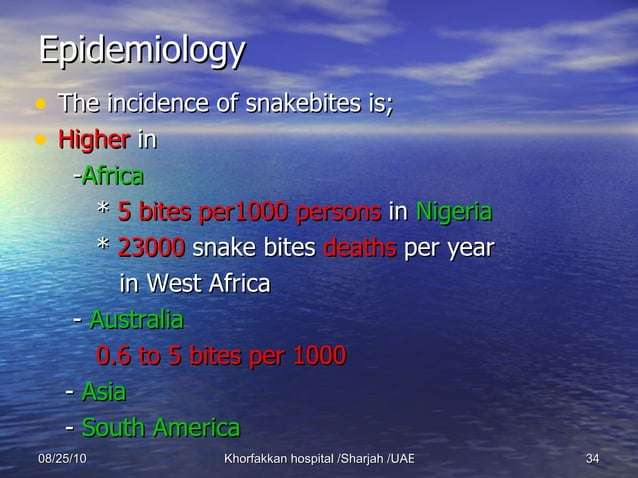 Epidemiology
• The incidence of snakebites is;
• Higher in
-Africa
* 5 bites per1000 persons in Nigeria
* 23000 snake bites deaths per year
in West Africa
- Australia
0.6 to 5 bites per 1000
- Asia
- South America
08/25/10 Khorfakkan hospital /Sharjah /UAE 34